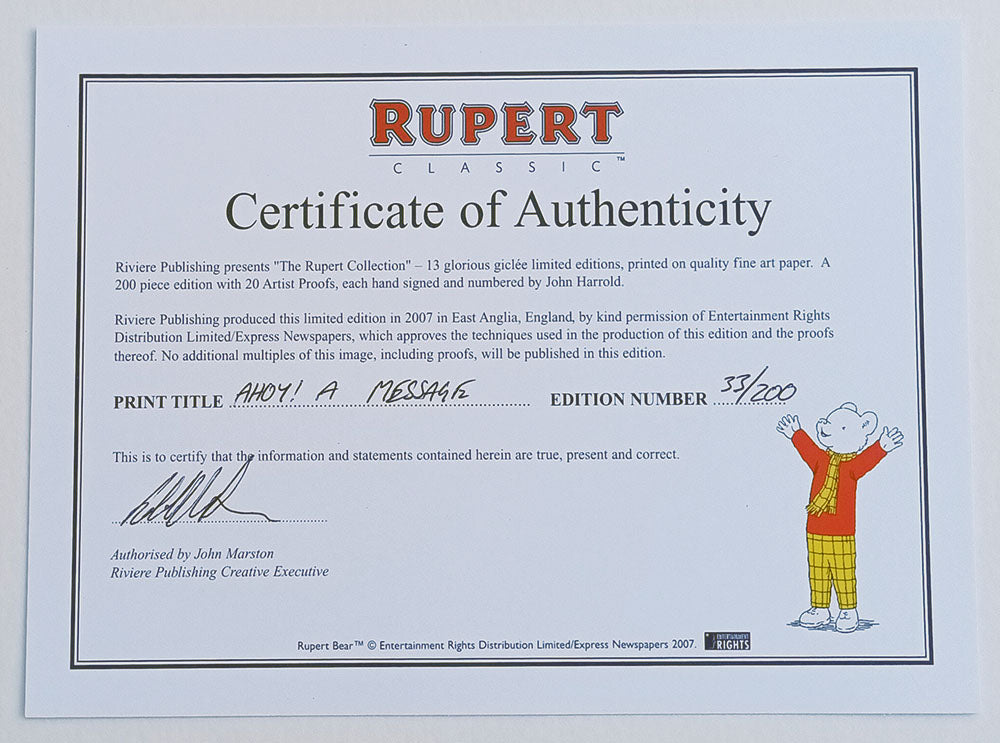 RUPERT
CLASSIC™
Certificate of Authenticity
Riviere Publishing presents "The Rupert Collection" – 13 glorious giclée limited editions, printed on quality fine art paper. A
200 piece edition with 20 Artist Proofs, each hand signed and numbered by John Harrold.
Riviere Publishing produced this limited edition in 2007 in East Anglia, England, by kind permission of Entertainment Rights
Distribution Limited/Express Newspapers, which approves the techniques used in the production of this edition and the proofs
thereof. No additional multiples of this image, including proofs, will be published in this edition.
PRINT TITLE AHOY! A MESSAGE EDITION NUMBER 33/200
This is to certify that the information and statements contained herein are true, present and correct.
Authorised by John Marston
Riviere Publishing Creative Executive
Rupert Bear™ © Entertainment Rights Distribution Limited/Express Newspapers 2007. ENTERTAINMENT RIGHTS